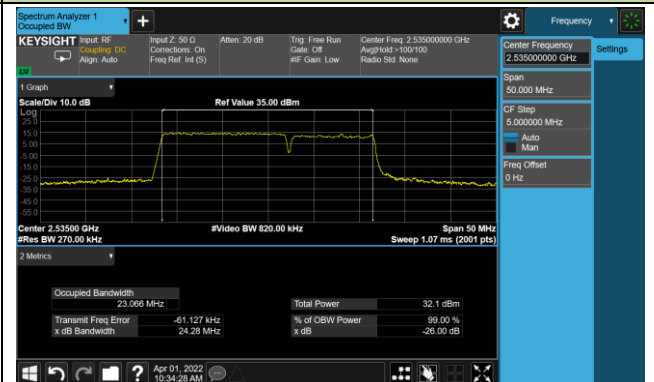 Spectrum Analyzer 1
Occupied BW
Frequency
KEYSIGHT
Input: RF
Coupling: DC
Align: Auto
Input Z: 50 Ω
Corrections: On
Freq Ref: Int (S)
Atten: 20 dB
Trig: Free Run
Gate: Off
#IF Gain: Low
Center Freq: 2.535000000 GHz
Avg|Hold:>100/100
Radio Std: None
Center Frequency
2.535000000 GHz
Settings
Span
50.000 MHz
CF Step
5.000000 MHz
Auto
Man
Freq Offset
0 Hz
1 Graph
Scale/Div 10.0 dB
Ref Value 35.00 dBm
Log
25.0
15.0
5.00
-5.00
-15.0
-25.0
-35.0
-45.0
-55.0
Center 2.53500 GHz
#Video BW 820.00 kHz
Span 50 MHz
#Res BW 270.00 kHz
Sweep 1.07 ms (2001 pts)
2 Metrics
Occupied Bandwidth
23.066 MHz
Total Power
32.1 dBm
Transmit Freq Error
-61.127 kHz
% of OBW Power
99.00 %
x dB Bandwidth
24.28 MHz
x dB
-26.00 dB
Apr 01, 2022
10:34:28 AM